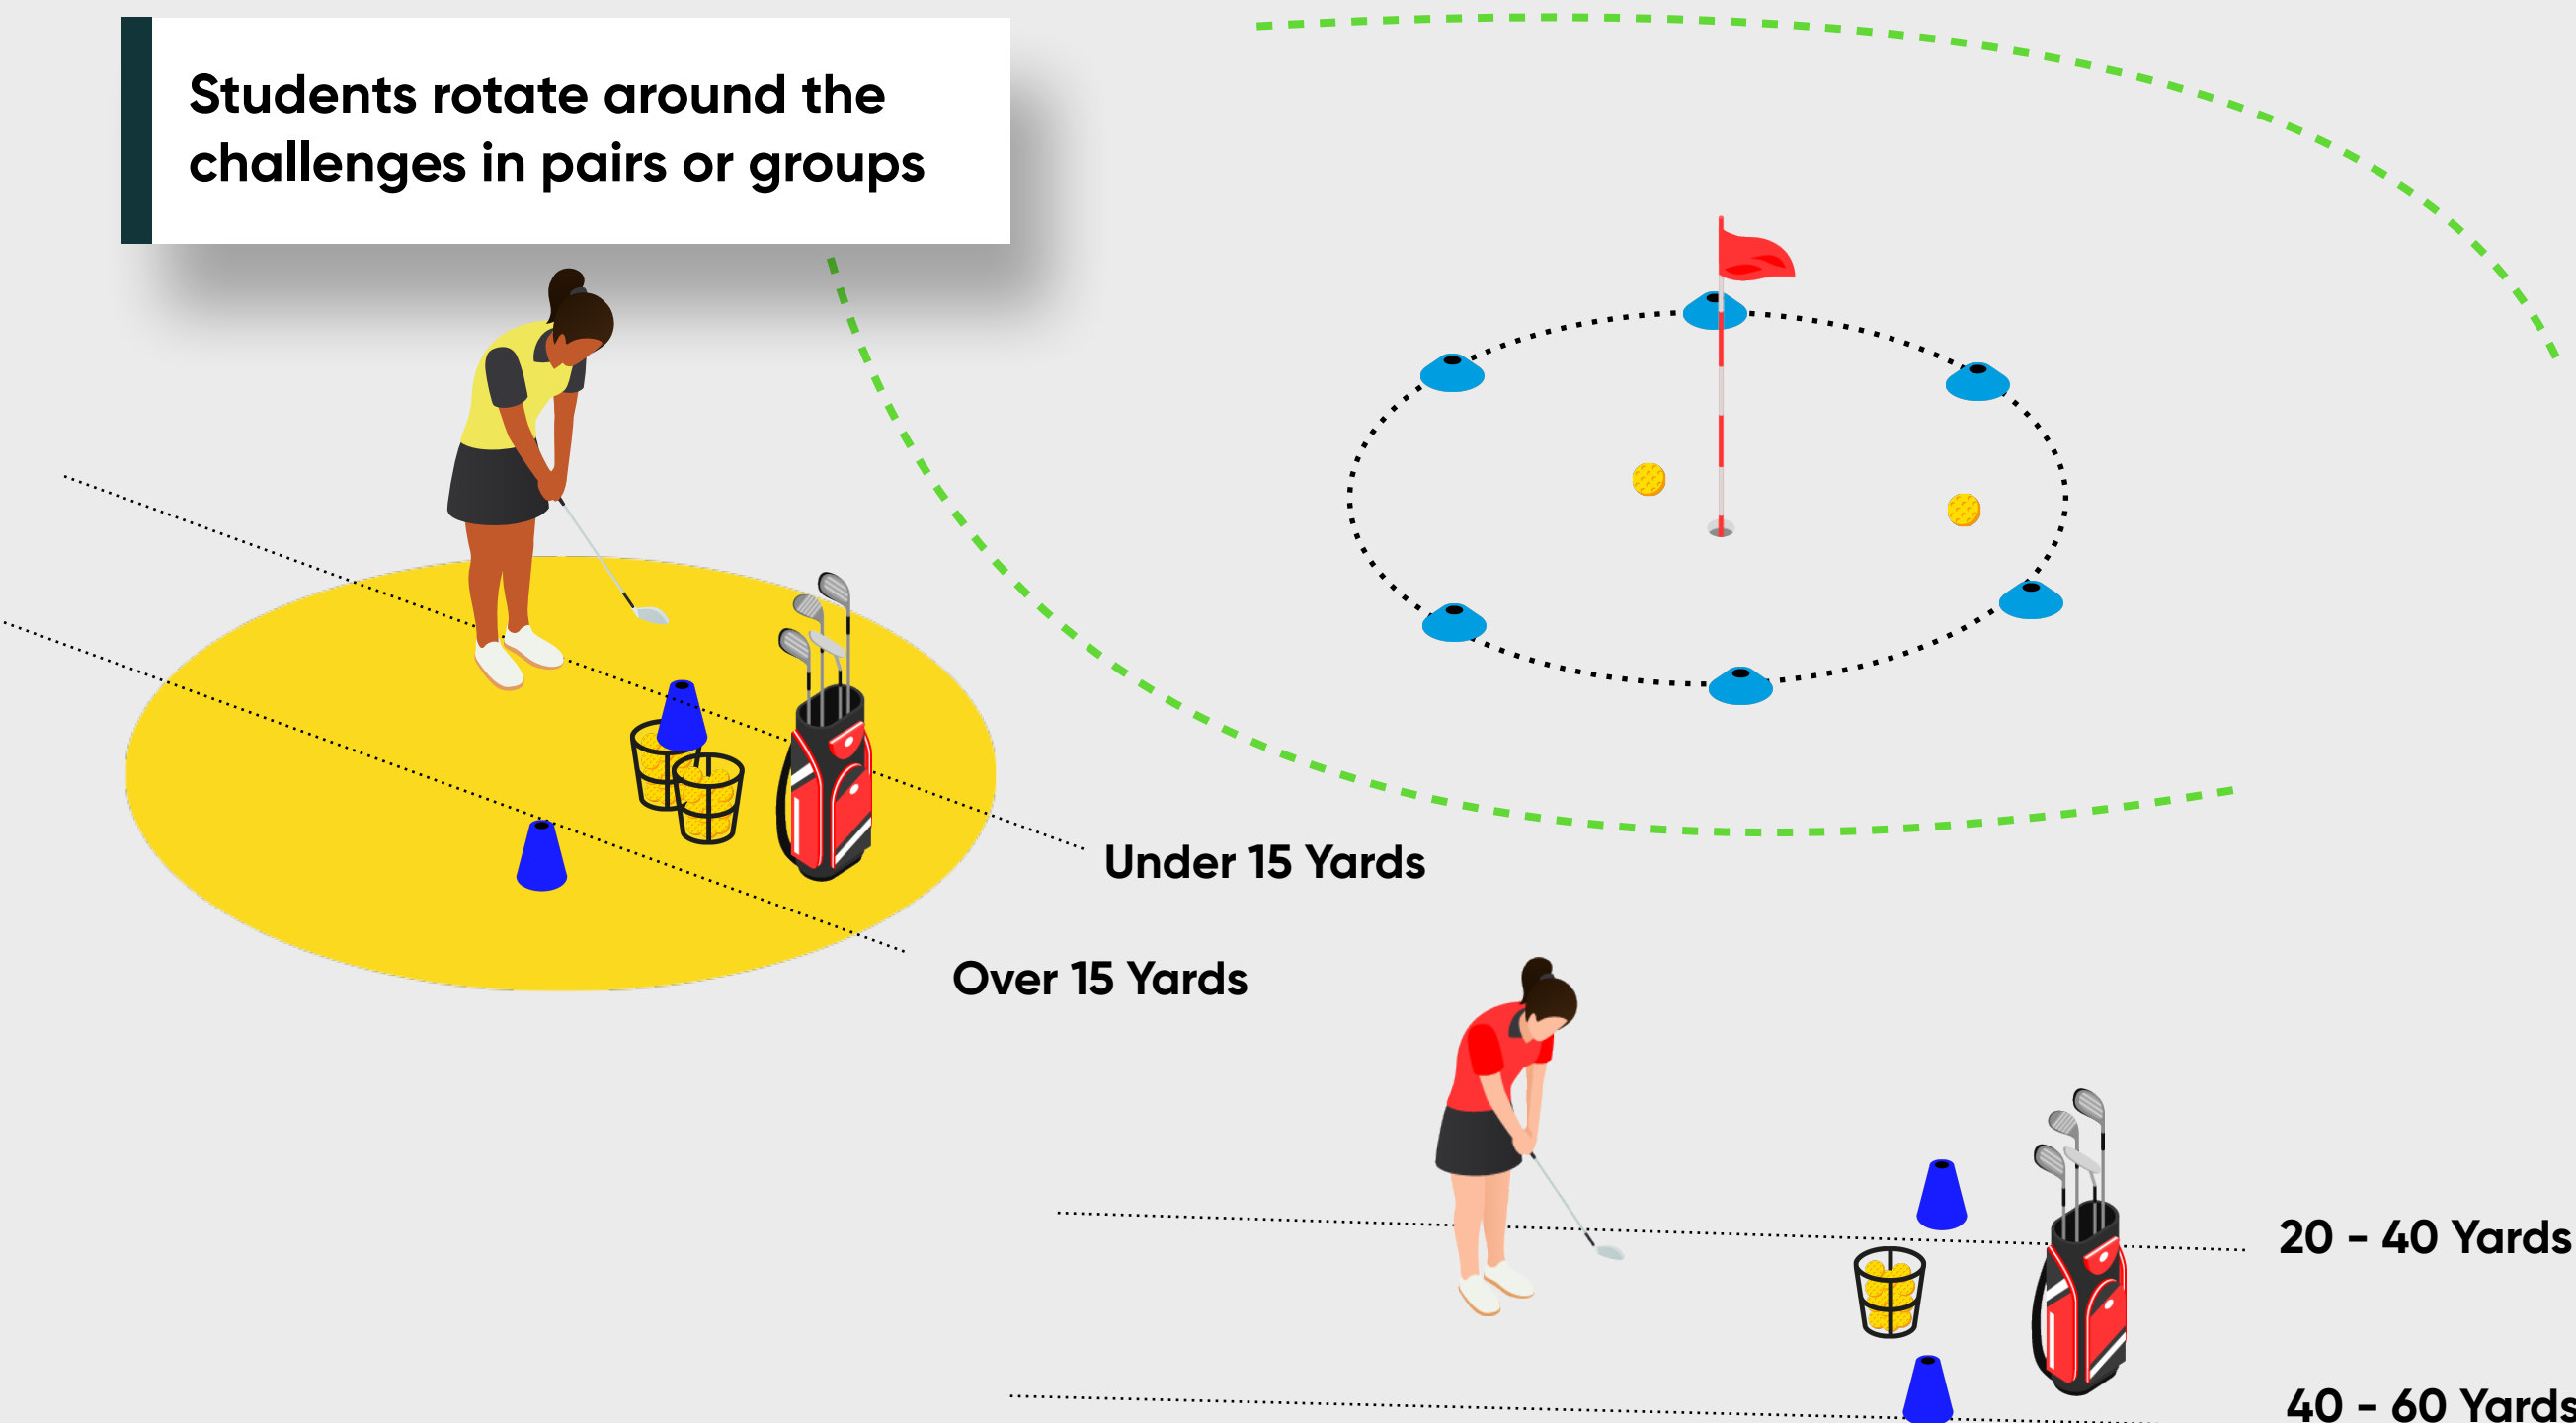 Students rotate around the
challenges in pairs or groups
Under 15 Yards
Over 15 Yards
20 - 40 Yards
40 - 60 Yards